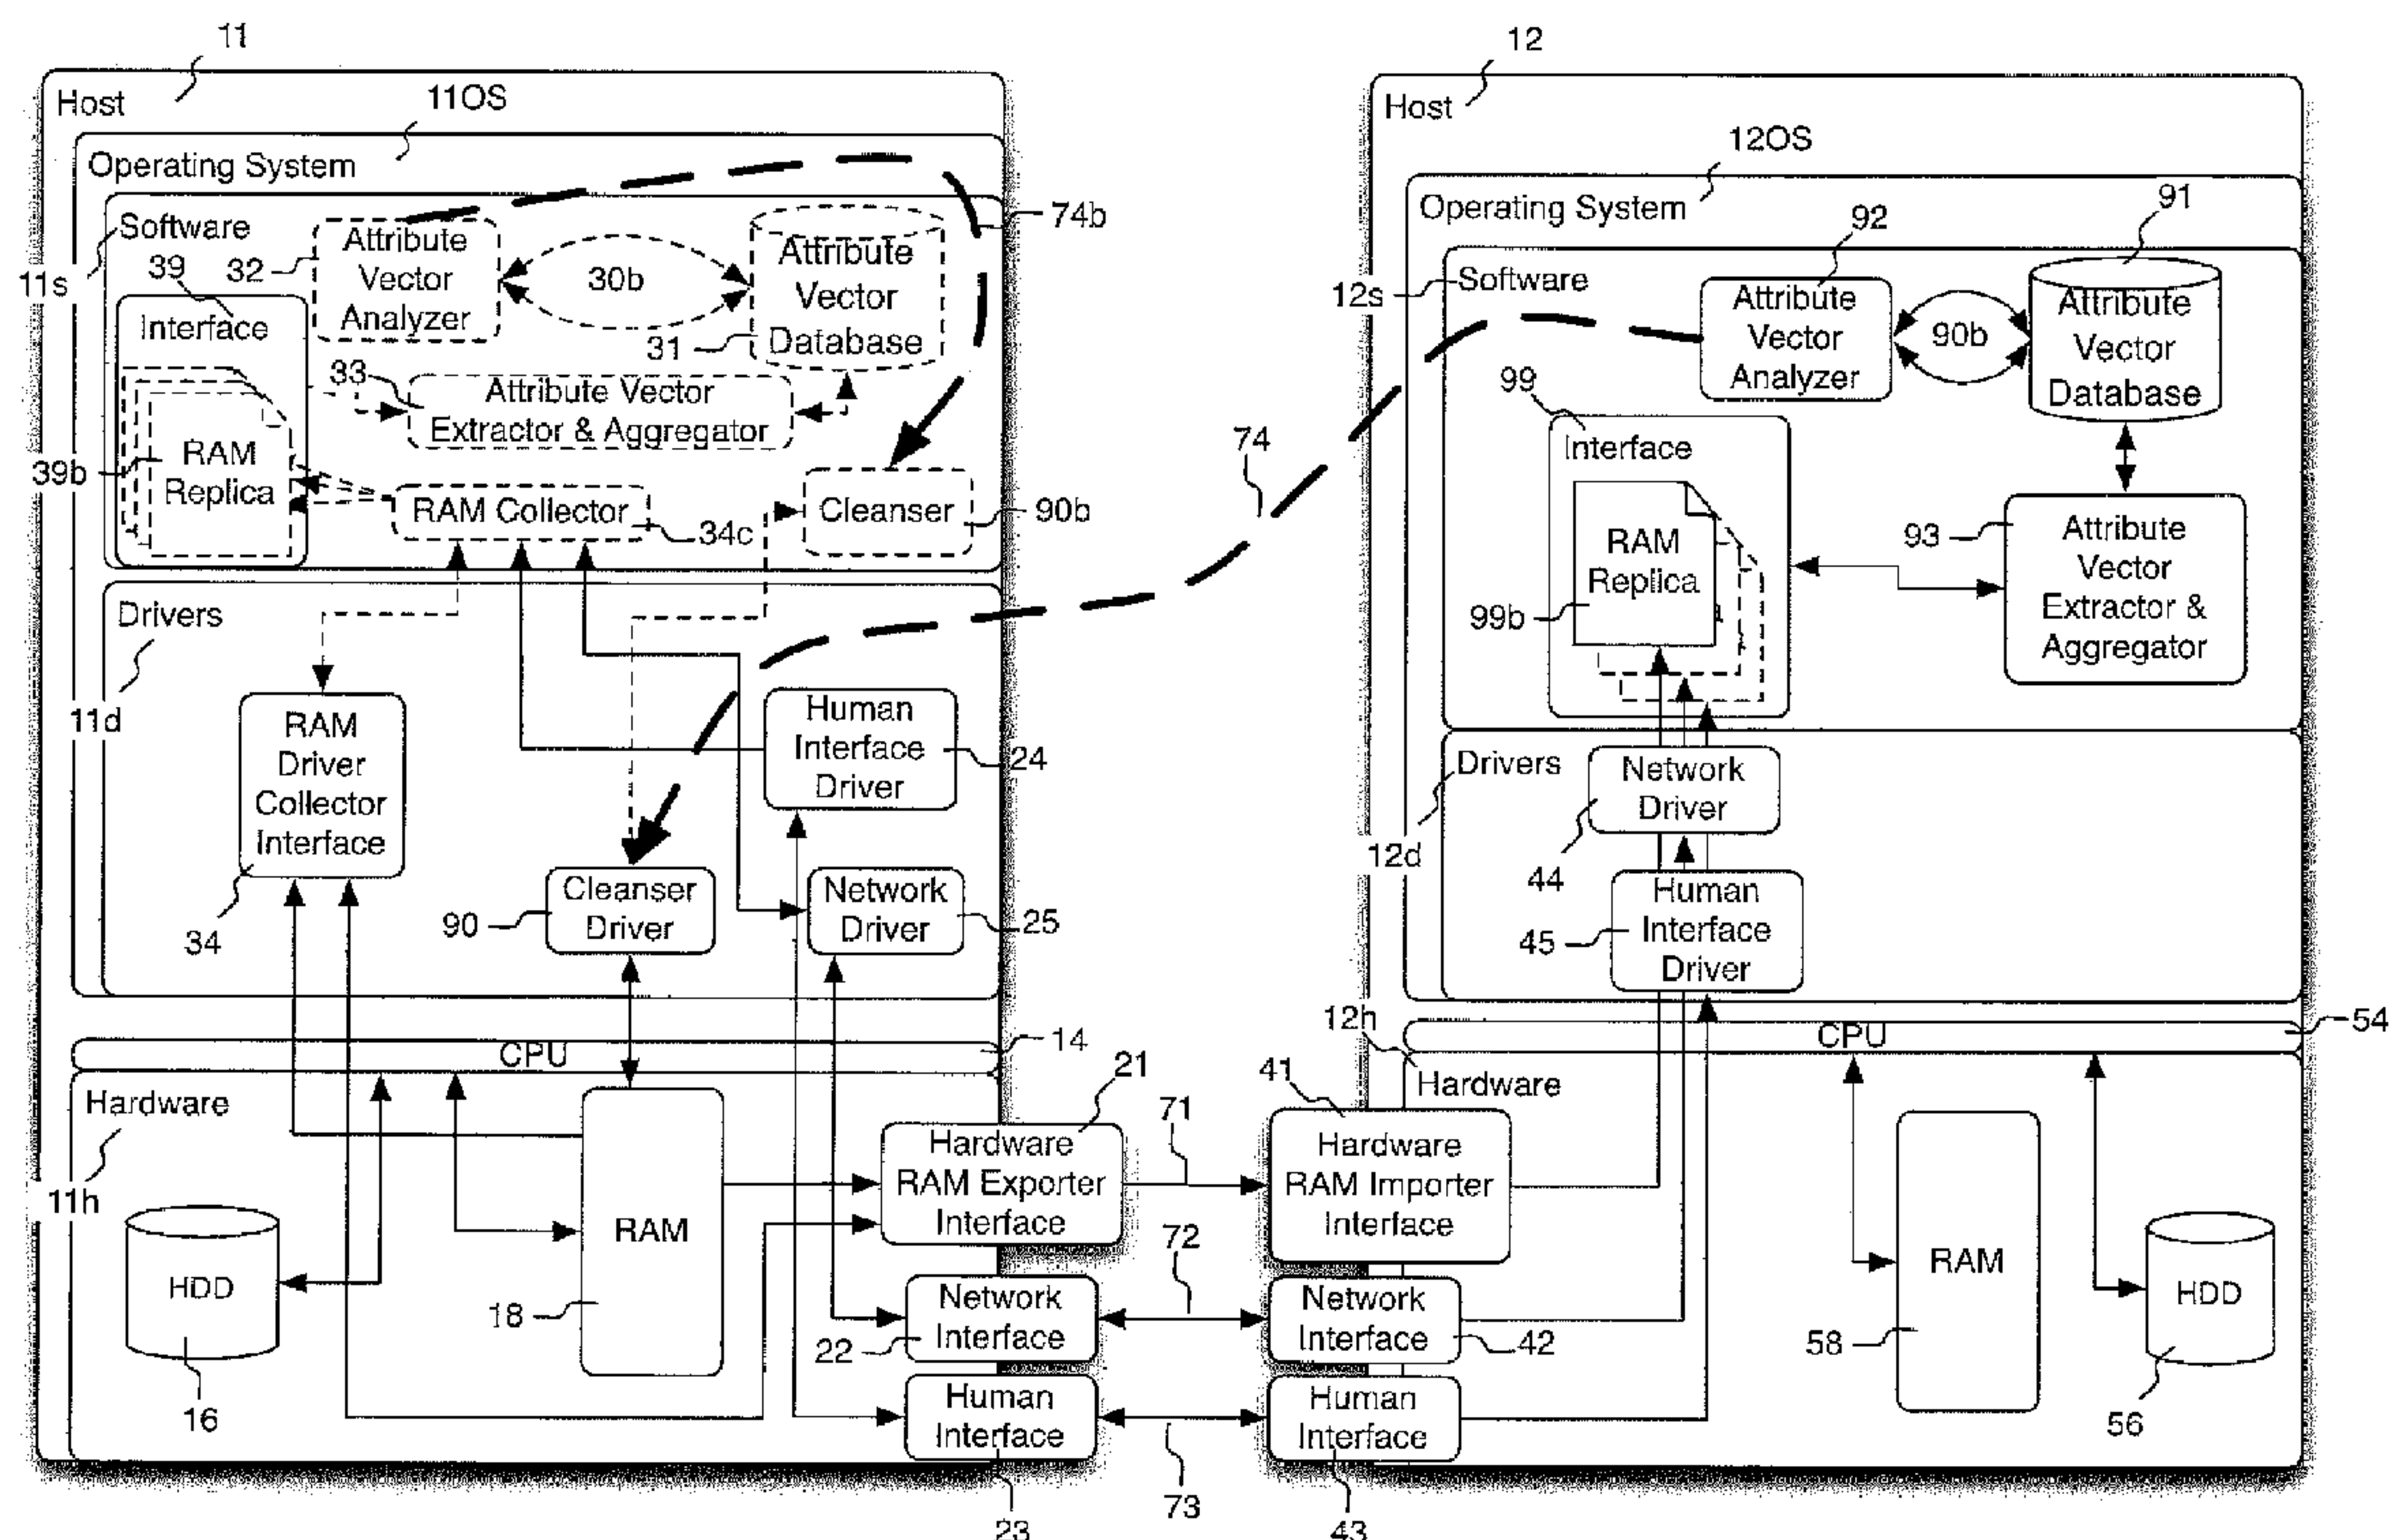 11
Host
11OS
Operating System
11s
Software
74b
32
Attribute
Vector
Analyzer
30b
Attribute
Vector
Database
31
39
Interface
33
Attribute Vector
Extractor & Aggregator
39b
RAM
Replica
RAM Collector
34c
Cleanser
90b
Drivers
11d
RAM
Driver
Collector
Interface
34
Human
Interface
Driver
24
90
Cleanser
Driver
Network
Driver
25
CPU
14
Hardware
11h
HDD
16
RAM
18
21
Hardware
RAM Exporter
Interface
Network
Interface
22
Human
Interface
23
71
72
73
74
12
Host
12OS
Operating System
12s
Software
92
Attribute
Vector
Analyzer
90b
91
Attribute
Vector
Database
99
Interface
RAM
Replica
99b
93
Attribute
Vector
Extractor &
Aggregator
Drivers
12d
Network
Driver
44
Human
Interface
Driver
45
12h
CPU
54
Hardware
41
Hardware
RAM Importer
Interface
Network
Interface
42
Human
Interface
43
RAM
58
HDD
56